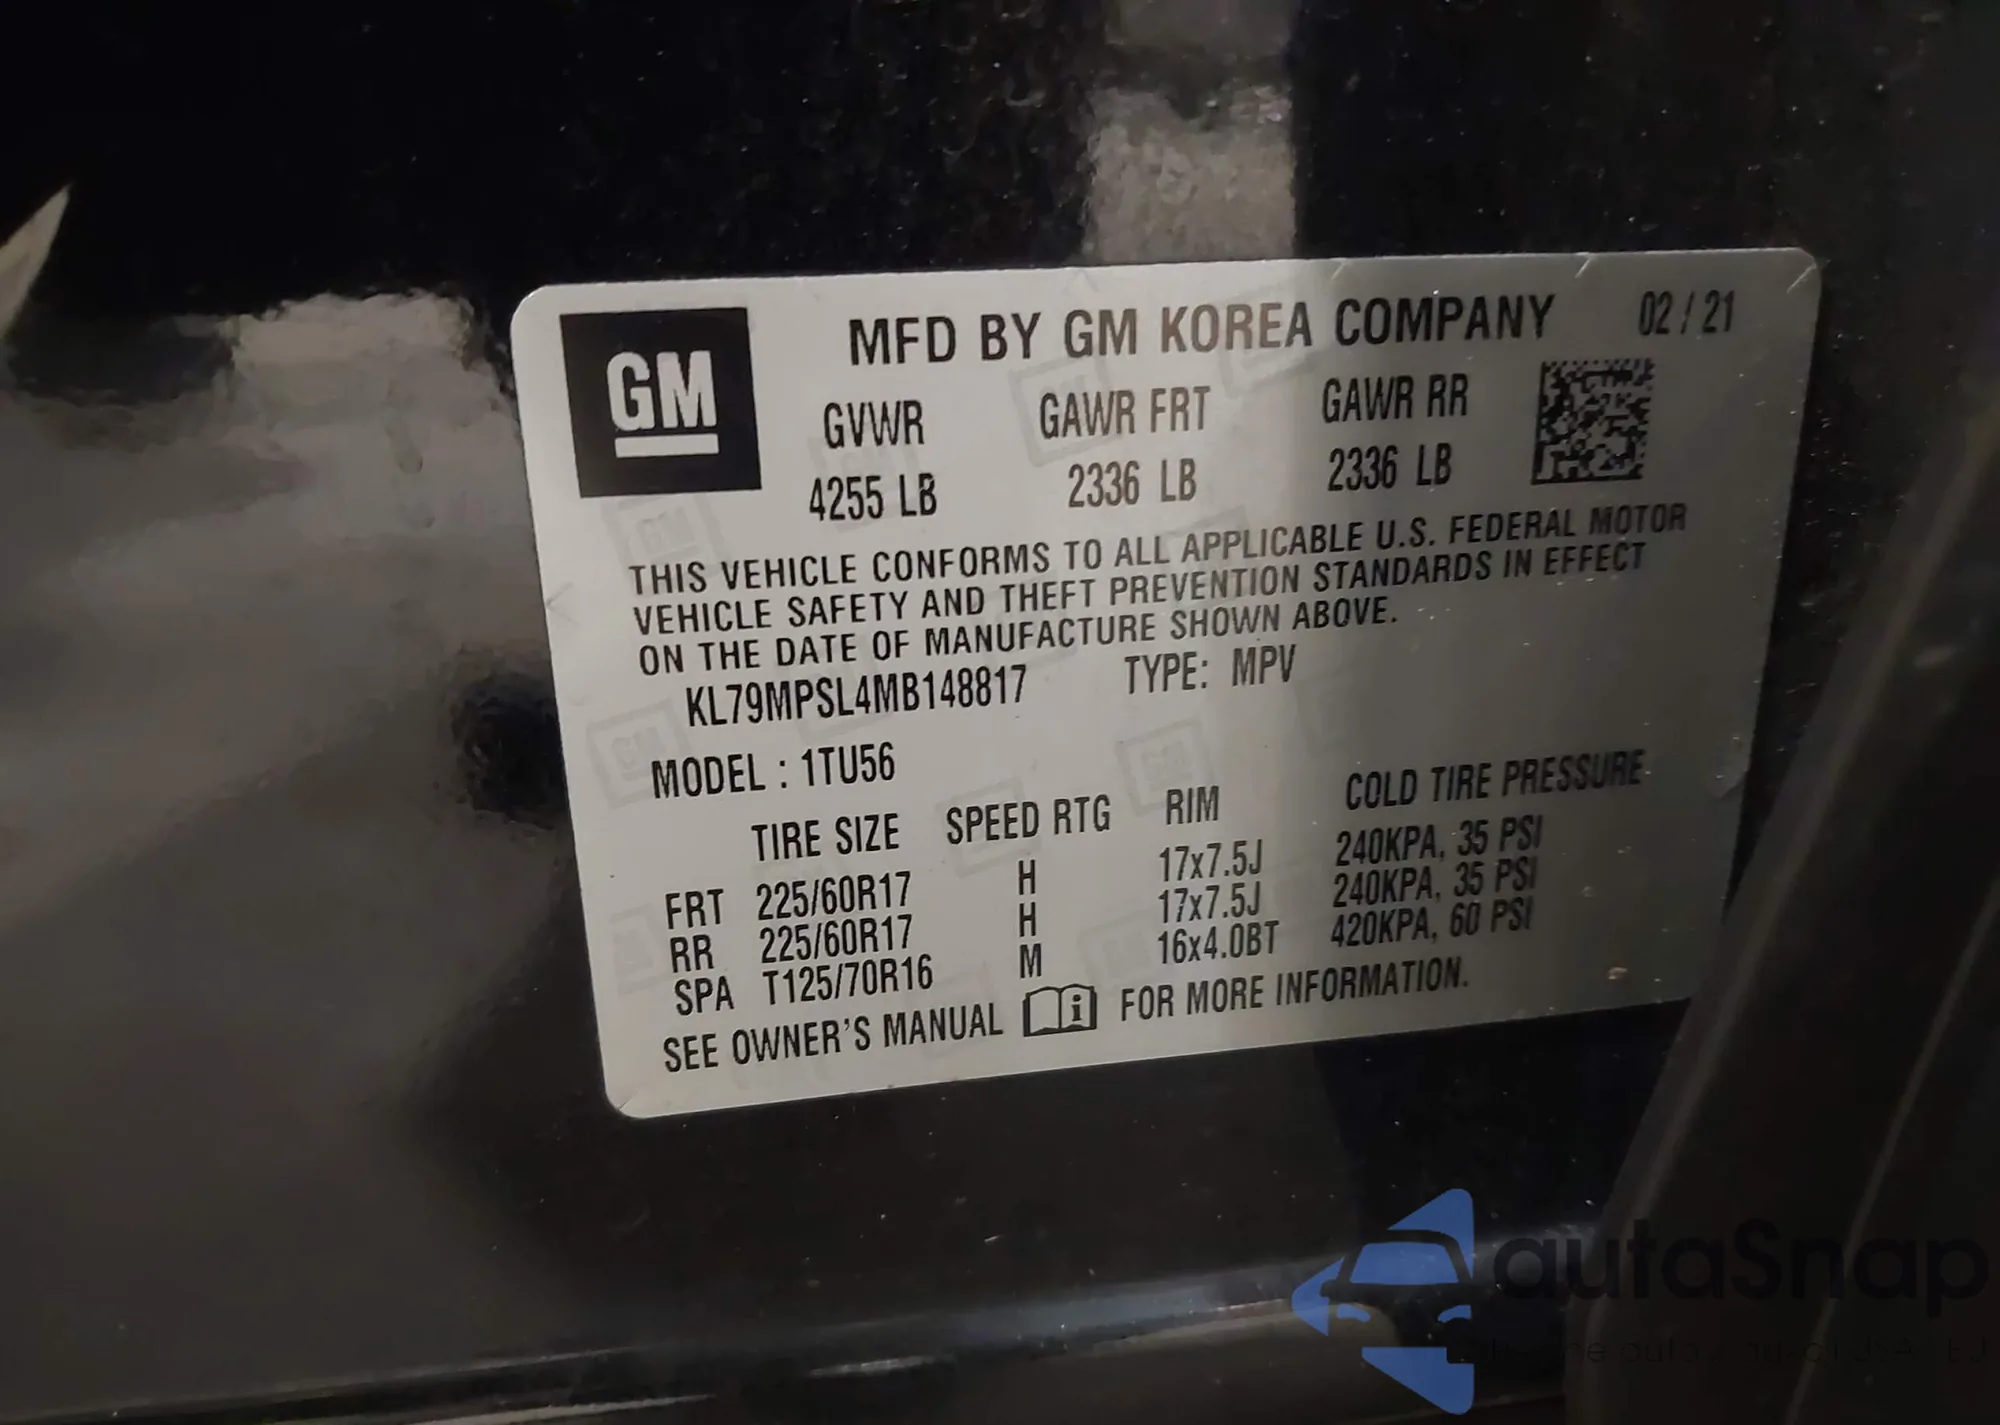 GM
MFD BY GM KOREA COMPANY 02 / 21
GVWR GAWR FRT GAWR RR
4255 LB 2336 LB 2336 LB
THIS VEHICLE CONFORMS TO ALL APPLICABLE U.S. FEDERAL MOTOR
VEHICLE SAFETY AND THEFT PREVENTION STANDARDS IN EFFECT
ON THE DATE OF MANUFACTURE SHOWN ABOVE.
KL79MPSL4MB148817 TYPE: MPV
MODEL : 1TU56
TIRE SIZE SPEED RTG RIM COLD TIRE PRESSURE
FRT 225/60R17 H 17x7.5J 240KPA, 35 PSI
RR 225/60R17 H 17x7.5J 240KPA, 35 PSI
SPA T125/70R16 M 16x4.0BT 420KPA, 60 PSI
SEE OWNER'S MANUAL i FOR MORE INFORMATION.
autaSnap